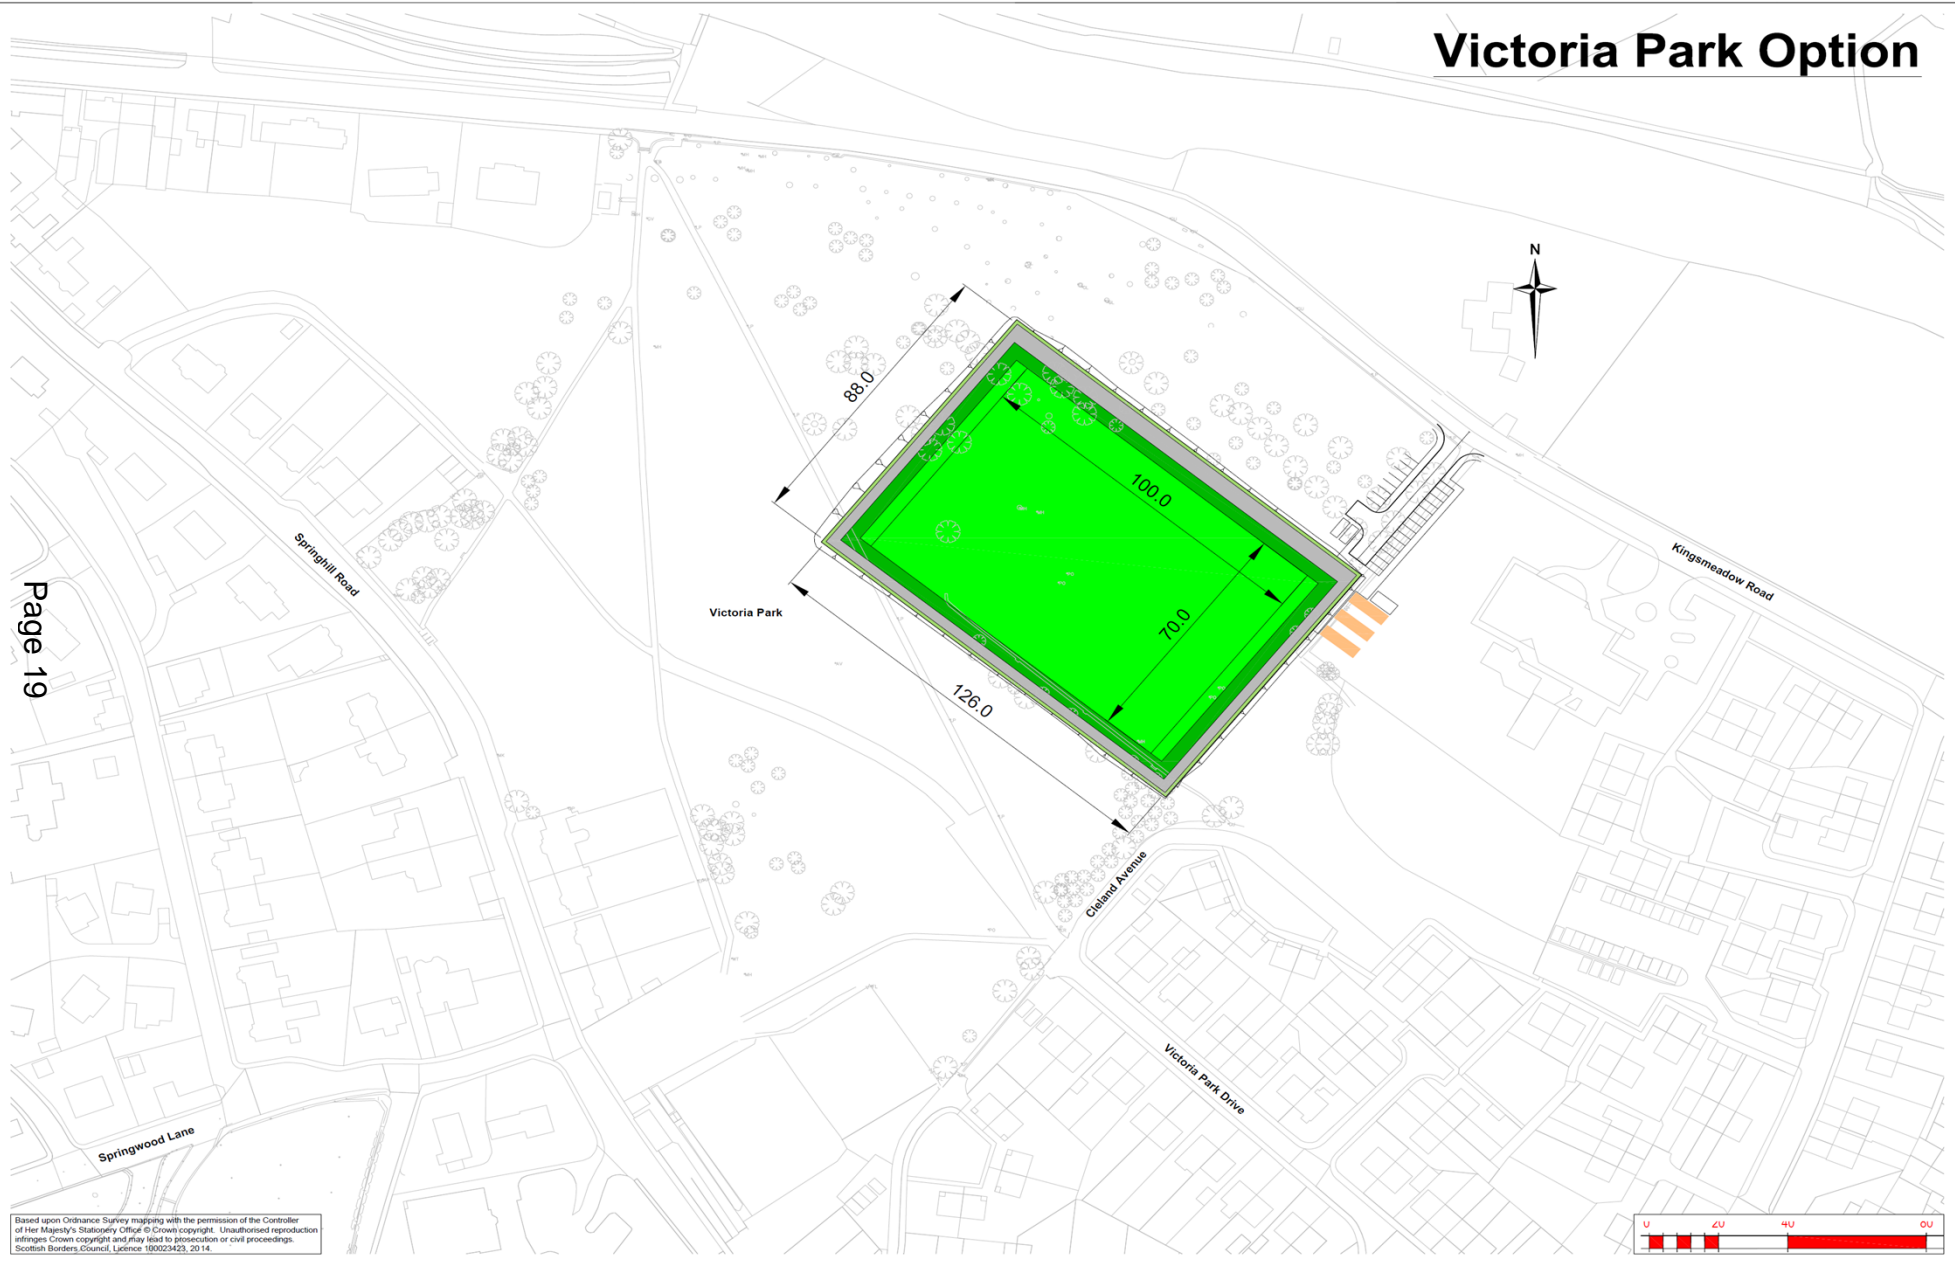 Victoria Park Option
N
88.0
100.0
Springhill Road
Kingsmeadow Road
Page 19
Victoria Park
70.0
126.0
Cleland Avenue
Victoria Park Drive
Springwood Lane
Based upon Ordnance Survey mapping with the permission of the Controller
of Her Majesty's Stationery Office © Crown copyright. Unauthorised reproduction
infringes Crown copyright and may lead to prosecution or civil proceedings.
Scottish Borders Council, Licence 100023423, 2014.
0 20 40 80